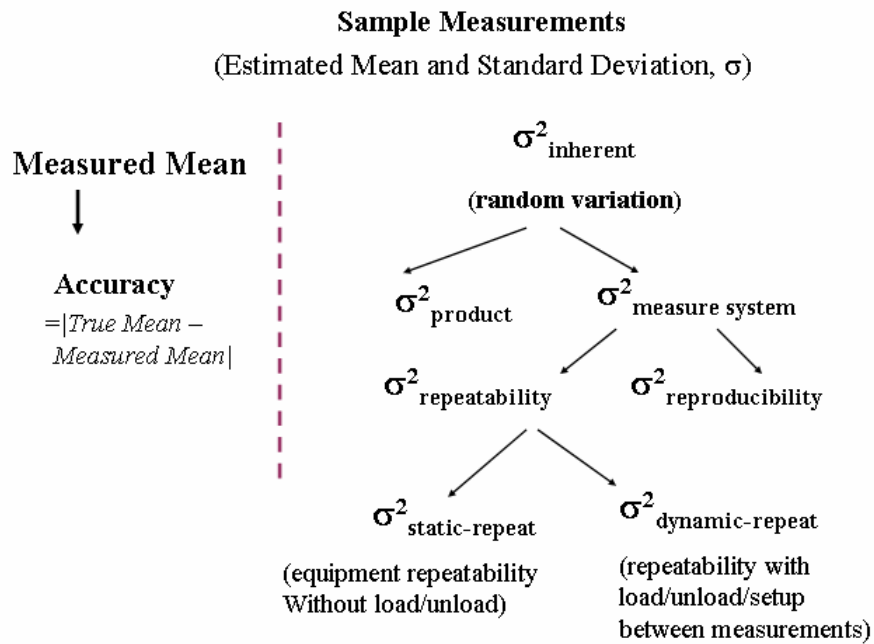 Sample Measurements
(Estimated Mean and Standard Deviation, σ)
Measured Mean
Accuracy
=|True Mean –
Measured Mean|
σ²inherent
(random variation)
σ²product
σ²measure system
σ²repeatability
σ²reproducibility
σ²static-repeat
(equipment repeatability
Without load/unload)
σ²dynamic-repeat
(repeatability with
load/unload/setup
between measurements)